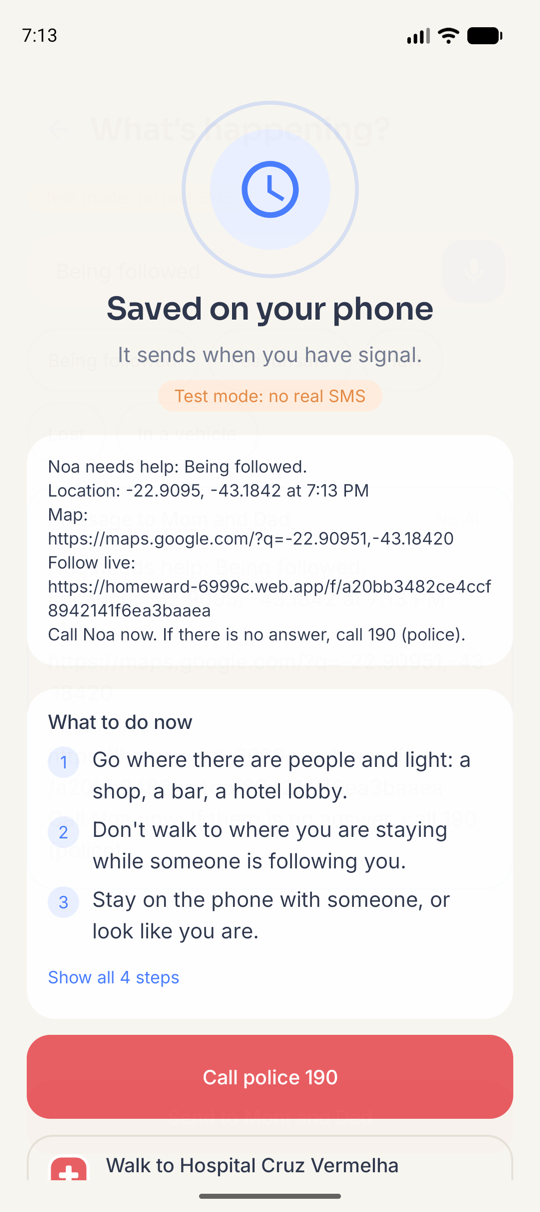 7:13
What's happening?
Being followed
Saved on your phone
It sends when you have signal.
Test mode: no real SMS
Noa needs help: Being followed.
Location: -22.9095, -43.1842 at 7:13 PM
Map:
https://maps.google.com/?q=-22.90951,-43.18420
Follow live:
https://homeward-6999c.web.app/f/a20bb3482ce4ccf
8942141f6ea3baaea
Call Noa now. If there is no answer, call 190 (police).
What to do now
1 Go where there are people and light: a
shop, a bar, a hotel lobby.
2 Don't walk to where you are staying
while someone is following you.
3 Stay on the phone with someone, or
look like you are.
Show all 4 steps
Call police 190
Walk to Hospital Cruz Vermelha